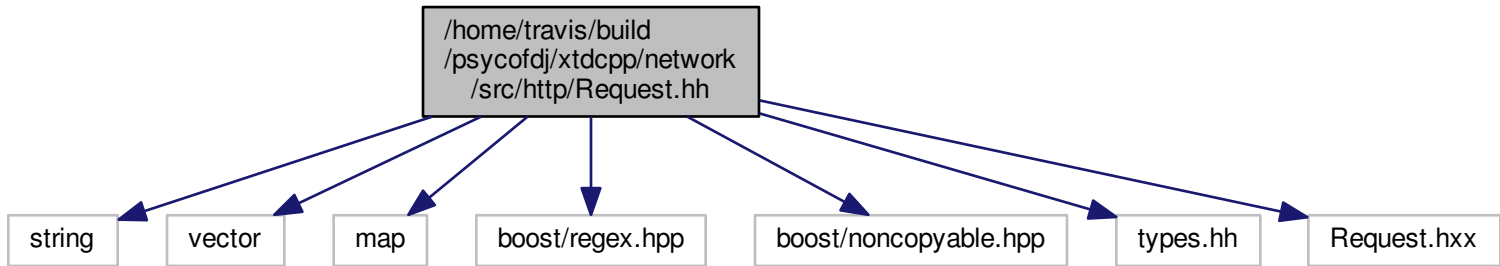 /home/travis/build
/psycofdj/xtdcpp/network
/src/http/Request.hh
string
vector
map
boost/regex.hpp
boost/noncopyable.hpp
types.hh
Request.hxx